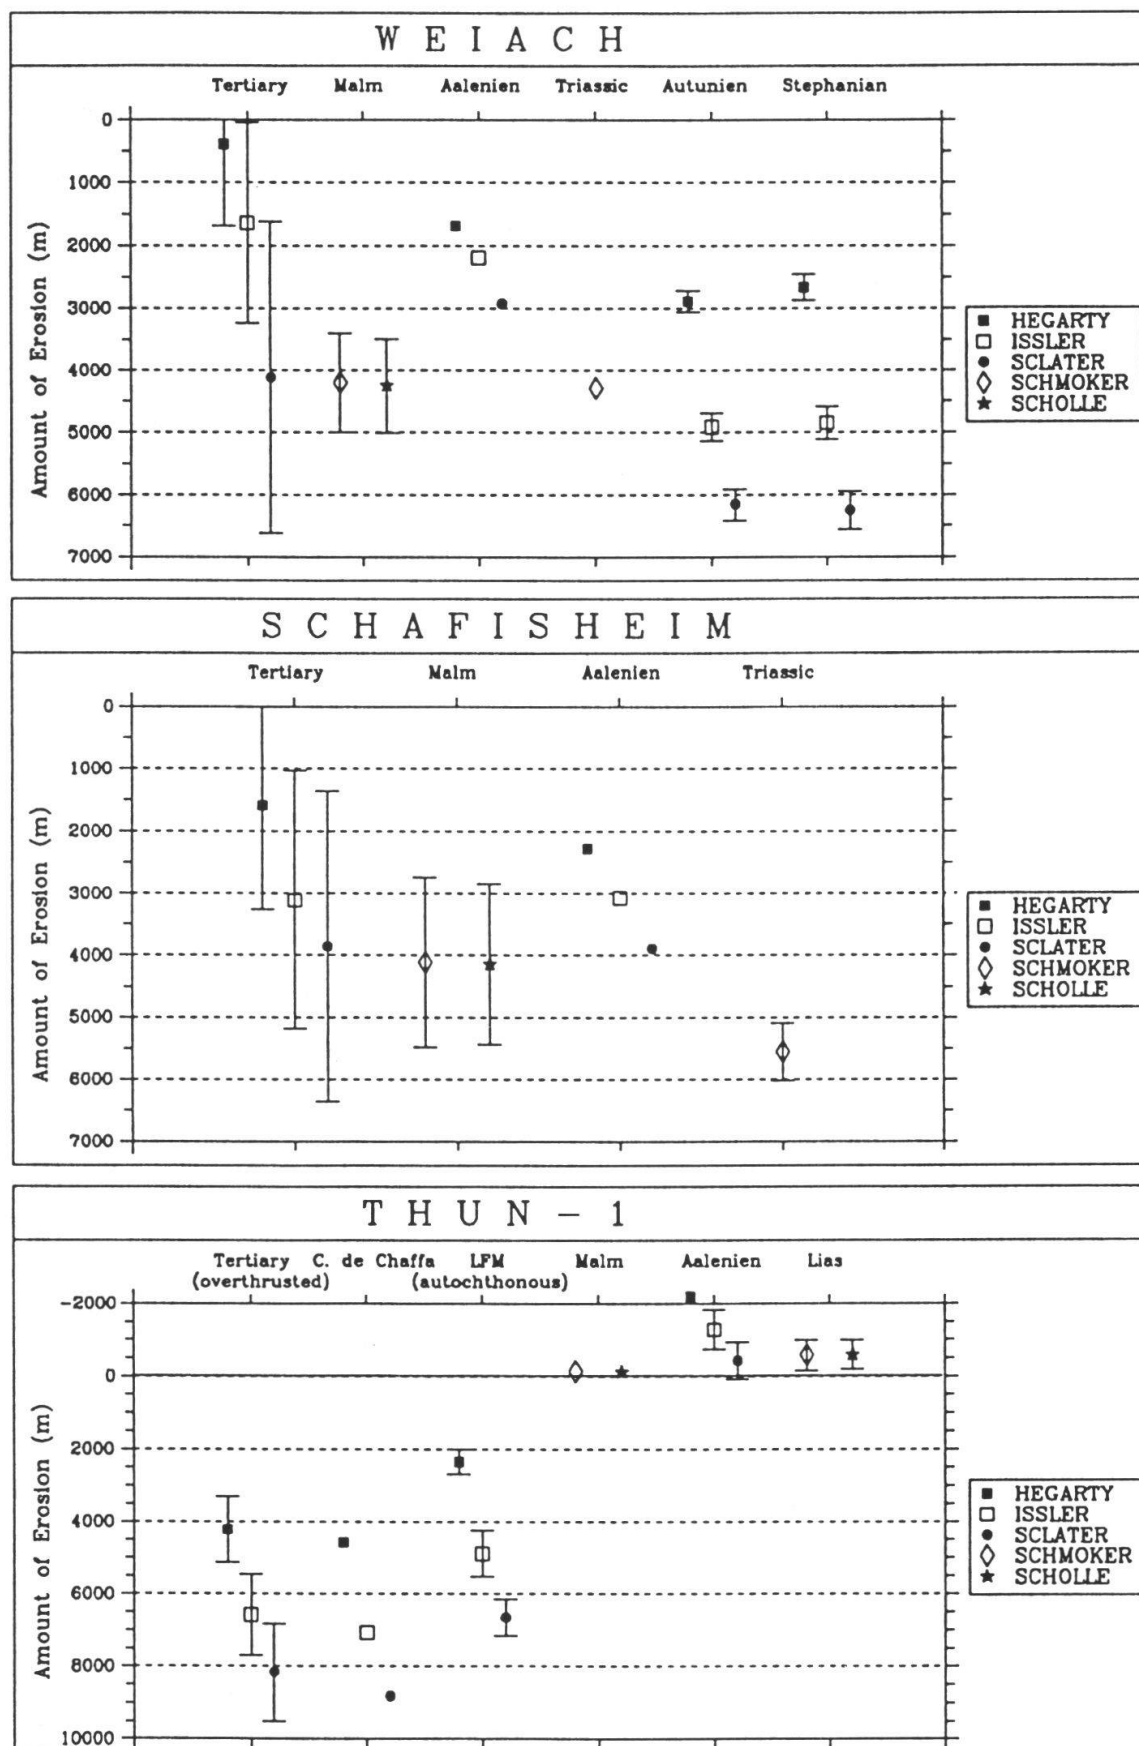 W E I A C H
Tertiary Malm Aalenien Triassic Autunien Stephanian
0
1000
2000
3000
4000
5000
6000
7000
Amount of Erosion (m)
HEGARTY
ISSLER
SCLATER
SCHMOKER
SCHOLLE
S C H A F I S H E I M
Tertiary Malm Aalenien Triassic
0
1000
2000
3000
4000
5000
6000
7000
Amount of Erosion (m)
HEGARTY
ISSLER
SCLATER
SCHMOKER
SCHOLLE
T H U N - 1
Tertiary C. de Chaffa LFM Malm Aalenien Lias
(overthrusted) (autochthonous)
-2000
0
2000
4000
6000
8000
10000
Amount of Erosion (m)
HEGARTY
ISSLER
SCLATER
SCHMOKER
SCHOLLE